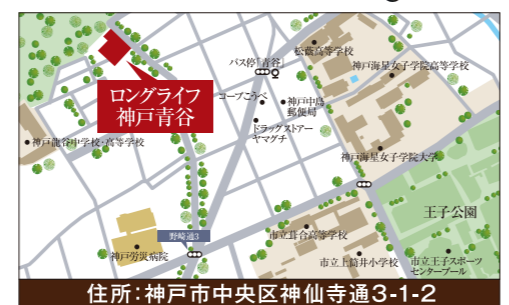 松蔭高等学校
バス停「青谷」
神戸海星女子学院高等学校
ロングライフ
神戸青谷
コープこうべ
神戸中島
郵便局
ドラッグストアー
ヤマグチ
神戸龍谷中学校・高等学校
神戸海星女子学院大学
王子公園
野崎通3
市立葺合高等学校
神戸労災病院
市立上筒井小学校
市立王子スポーツ
センタープール
住所:神戸市中央区神仙寺通3-1-2